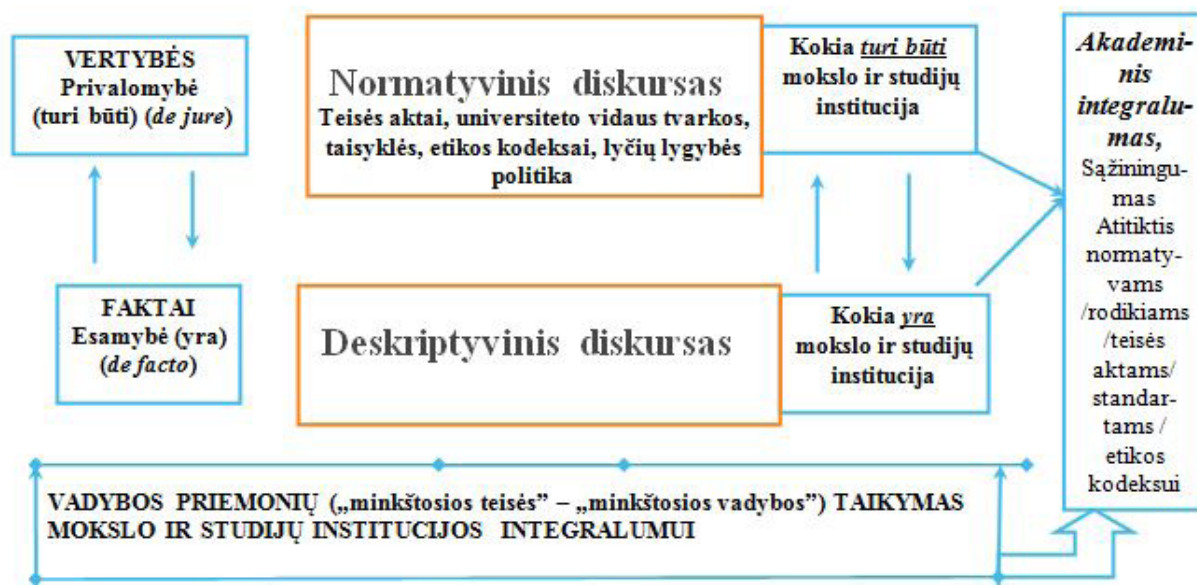 VERTYBĖS
Privalomybė
(turi būti) (de jure)
Normatyvinis diskursas
Teisės aktai, universiteto vidaus tvarkos,
taisyklės, etikos kodeksai, lyčių lygybės
politika
Kokia turi būti
mokslo ir studijų
institucija
FAKTAI
Esamybė (yra)
(de facto)
Deskriptyvinis diskursas
Kokia yra
mokslo ir studijų
institucija
Akademi-
nis
integralu-
mas,
Sąžiningu-
mas
Atitiktis
normaty-
vams
/rodikiams
/teisės
aktams/
standar-
tams /
etikos
kodeksui
VADYBOS PRIEMONIŲ („minkštosios teisės” – „minkštosios vadybos”) TAIKYMAS
MOKSLO IR STUDIJŲ INSTITUCIJOS INTEGRALUMUI